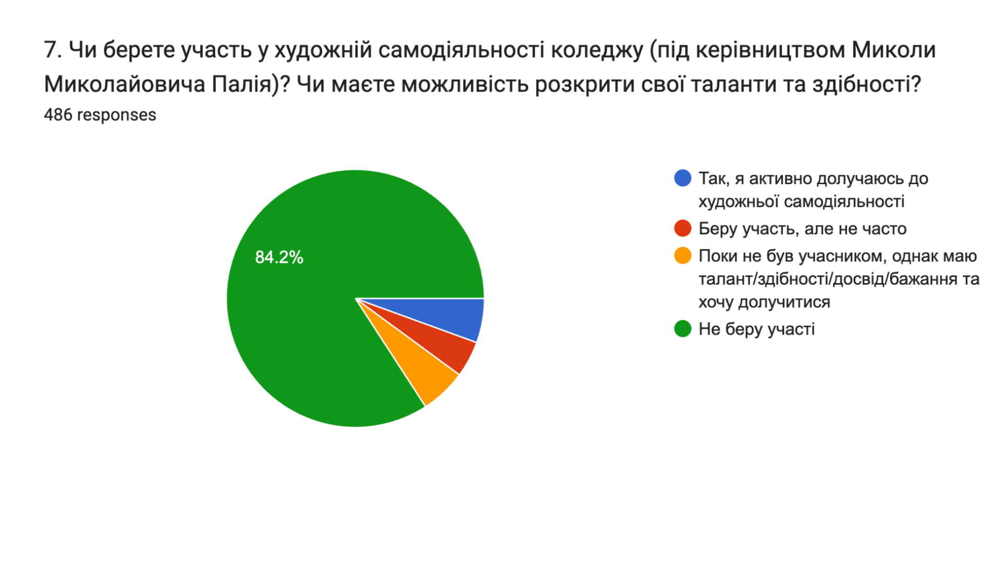 7. Чи берете участь у художній самодіяльності коледжу (під керівництвом Миколи
Миколайовича Палія)? Чи маєте можливість розкрити свої таланти та здібності?
486 responses
84.2%
Так, я активно долучаюсь до
художньої самодіяльності
Беру участь, але не часто
Поки не був учасником, однак маю
талант/здібності/досвід/бажання та
хочу долучитися
Не беру участі